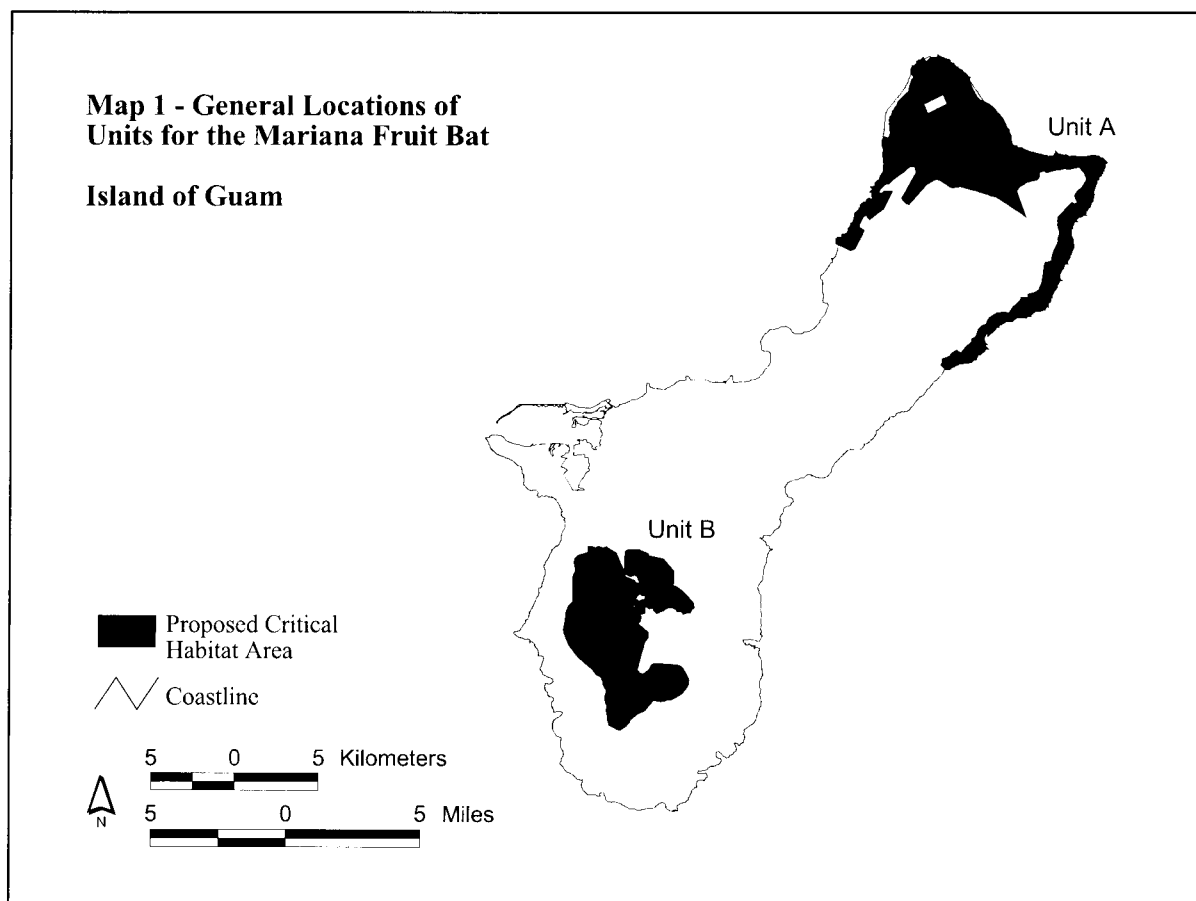 Map 1 - General Locations of
Units for the Mariana Fruit Bat
Island of Guam
Unit A
Unit B
Proposed Critical
Habitat Area
Coastline
5 0 5 Kilometers
5 0 5 Miles
N